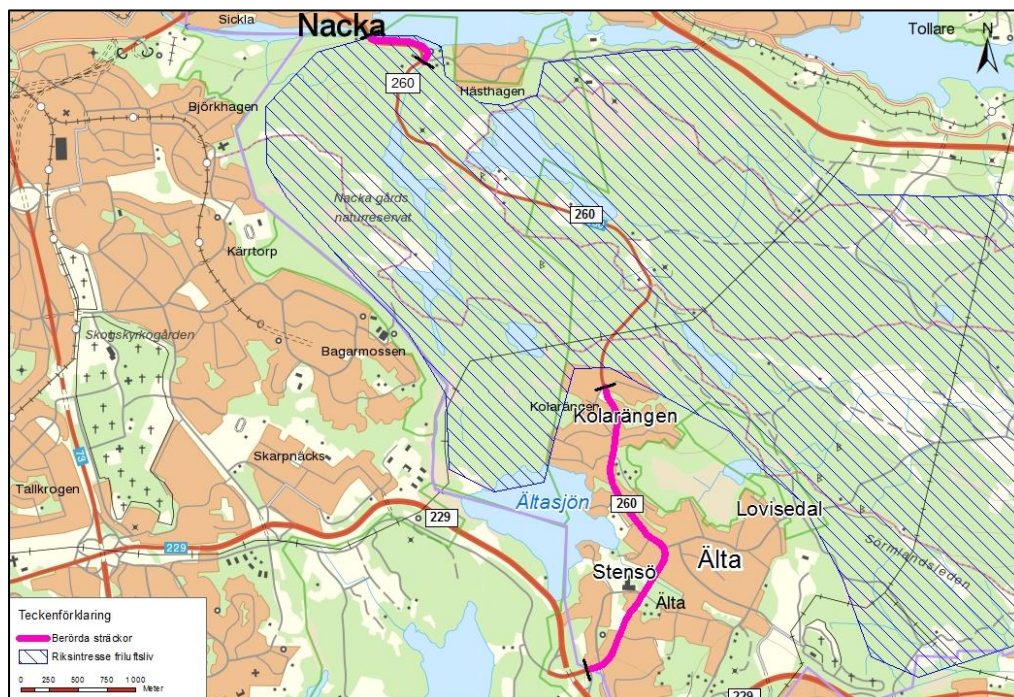 Sickla
Nacka
Tollare
N
260
Hästhagen
Björkhagen
Nacka gårds
naturreservat
260
Kärrtorp
Skogskyrkogården
Bagarmossen
Kolarängen
Kolarängen
Skarpnäcks
73
Tallkrogen
Ältasjön
260
Lovisedal
229
229
Sörmlandsleden
Stensö
Älta
Älta
Teckenförklaring
Berörda sträckor
Riksintresse friluftsliv
0 250 500 750 1 000
Meter
229